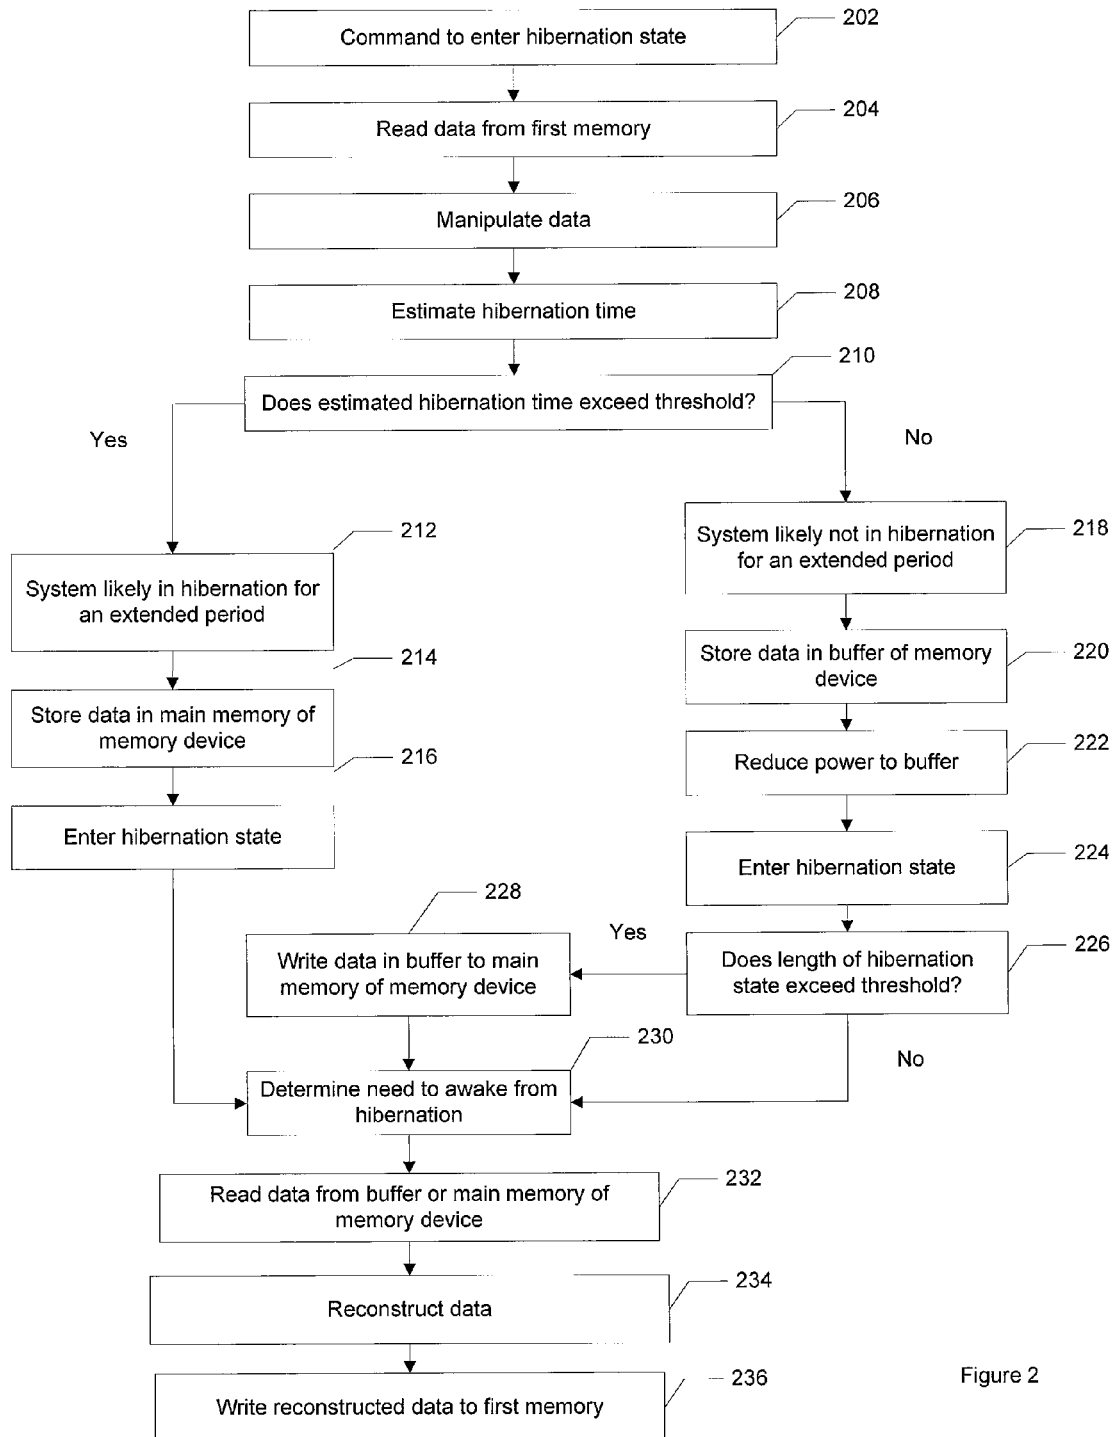 202
Command to enter hibernation state
204
Read data from first memory
206
Manipulate data
208
Estimate hibernation time
210
Does estimated hibernation time exceed threshold?
Yes
No
212
System likely in hibernation for
an extended period
218
System likely not in hibernation
for an extended period
214
Store data in main memory of
memory device
220
Store data in buffer of memory
device
216
Enter hibernation state
222
Reduce power to buffer
224
Enter hibernation state
228
Write data in buffer to main
memory of memory device
Yes
226
Does length of hibernation
state exceed threshold?
No
230
Determine need to awake from
hibernation
232
Read data from buffer or main memory of
memory device
234
Reconstruct data
236
Write reconstructed data to first memory
Figure 2